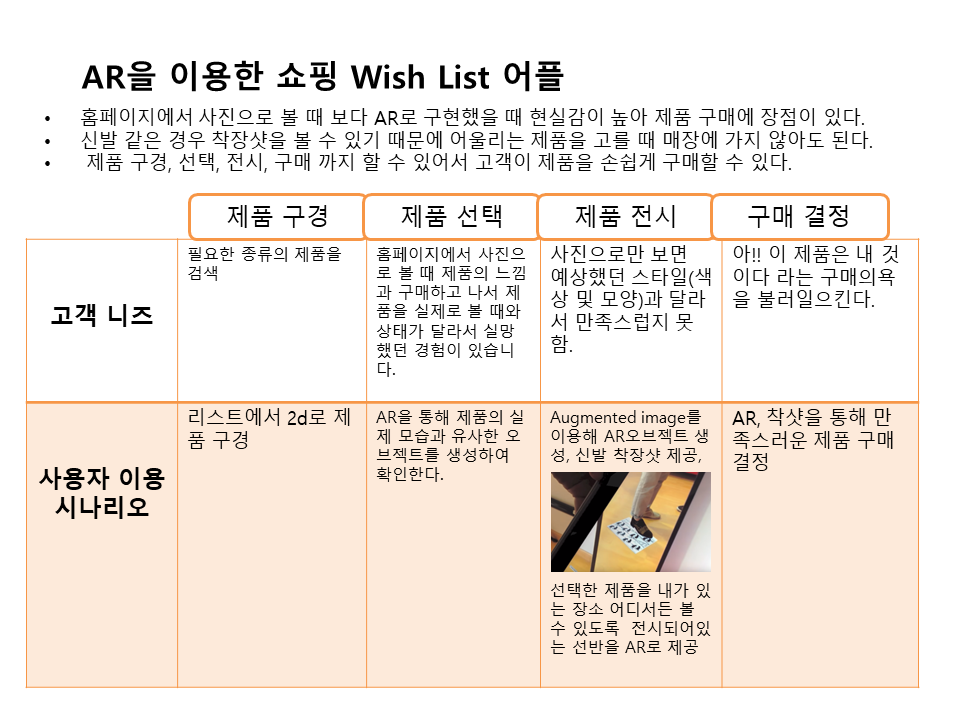 AR을 이용한 쇼핑 Wish List 어플
• 홈페이지에서 사진으로 볼 때 보다 AR로 구현했을 때 현실감이 높아 제품 구매에 장점이 있다.
• 신발 같은 경우 착장샷을 볼 수 있기 때문에 어울리는 제품을 고를 때 매장에 가지 않아도 된다.
• 제품 구경, 선택, 전시, 구매 까지 할 수 있어서 고객이 제품을 손쉽게 구매할 수 있다.
제품 구경
제품 선택
제품 전시
구매 결정
고객 니즈
필요한 종류의 제품을
검색
홈페이지에서 사진으
로 볼 때 제품의 느낌
과 구매하고 나서 제
품을 실제로 볼 때와
상태가 달라서 실망
했던 경험이 있습니
다.
사진으로만 보면
예상했던 스타일(색
상 및 모양)과 달라
서 만족스럽지 못
함.
아!! 이 제품은 내 것
이다 라는 구매의욕
을 불러일으킨다.
사용자 이용
시나리오
리스트에서 2d로 제
품 구경
AR을 통해 제품의 실
제 모습과 유사한 오
브젝트를 생성하여
확인한다.
Augmented image를
이용해 AR오브젝트 생
성, 신발 착장샷 제공,
선택한 제품을 내가 있
는 장소 어디서든 볼
수 있도록 전시되어있
는 선반을 AR로 제공
AR, 착샷을 통해 만
족스러운 제품 구매
결정